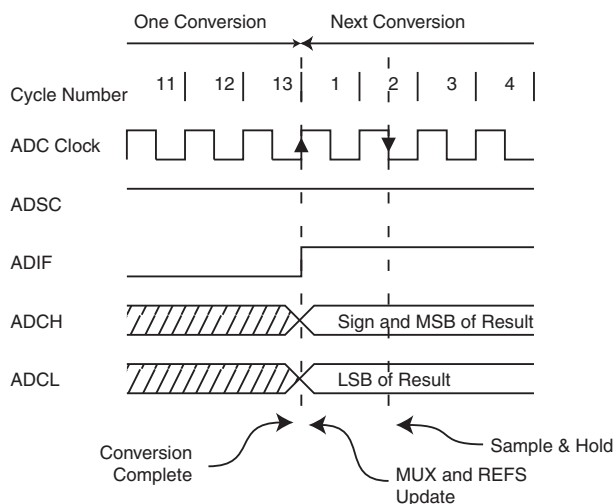 One Conversion Next Conversion
Cycle Number 11 12 13 1 2 3 4
ADC Clock
ADSC
ADIF
ADCH Sign and MSB of Result
ADCL LSB of Result
Conversion
Complete
MUX and REFS
Update
Sample & Hold